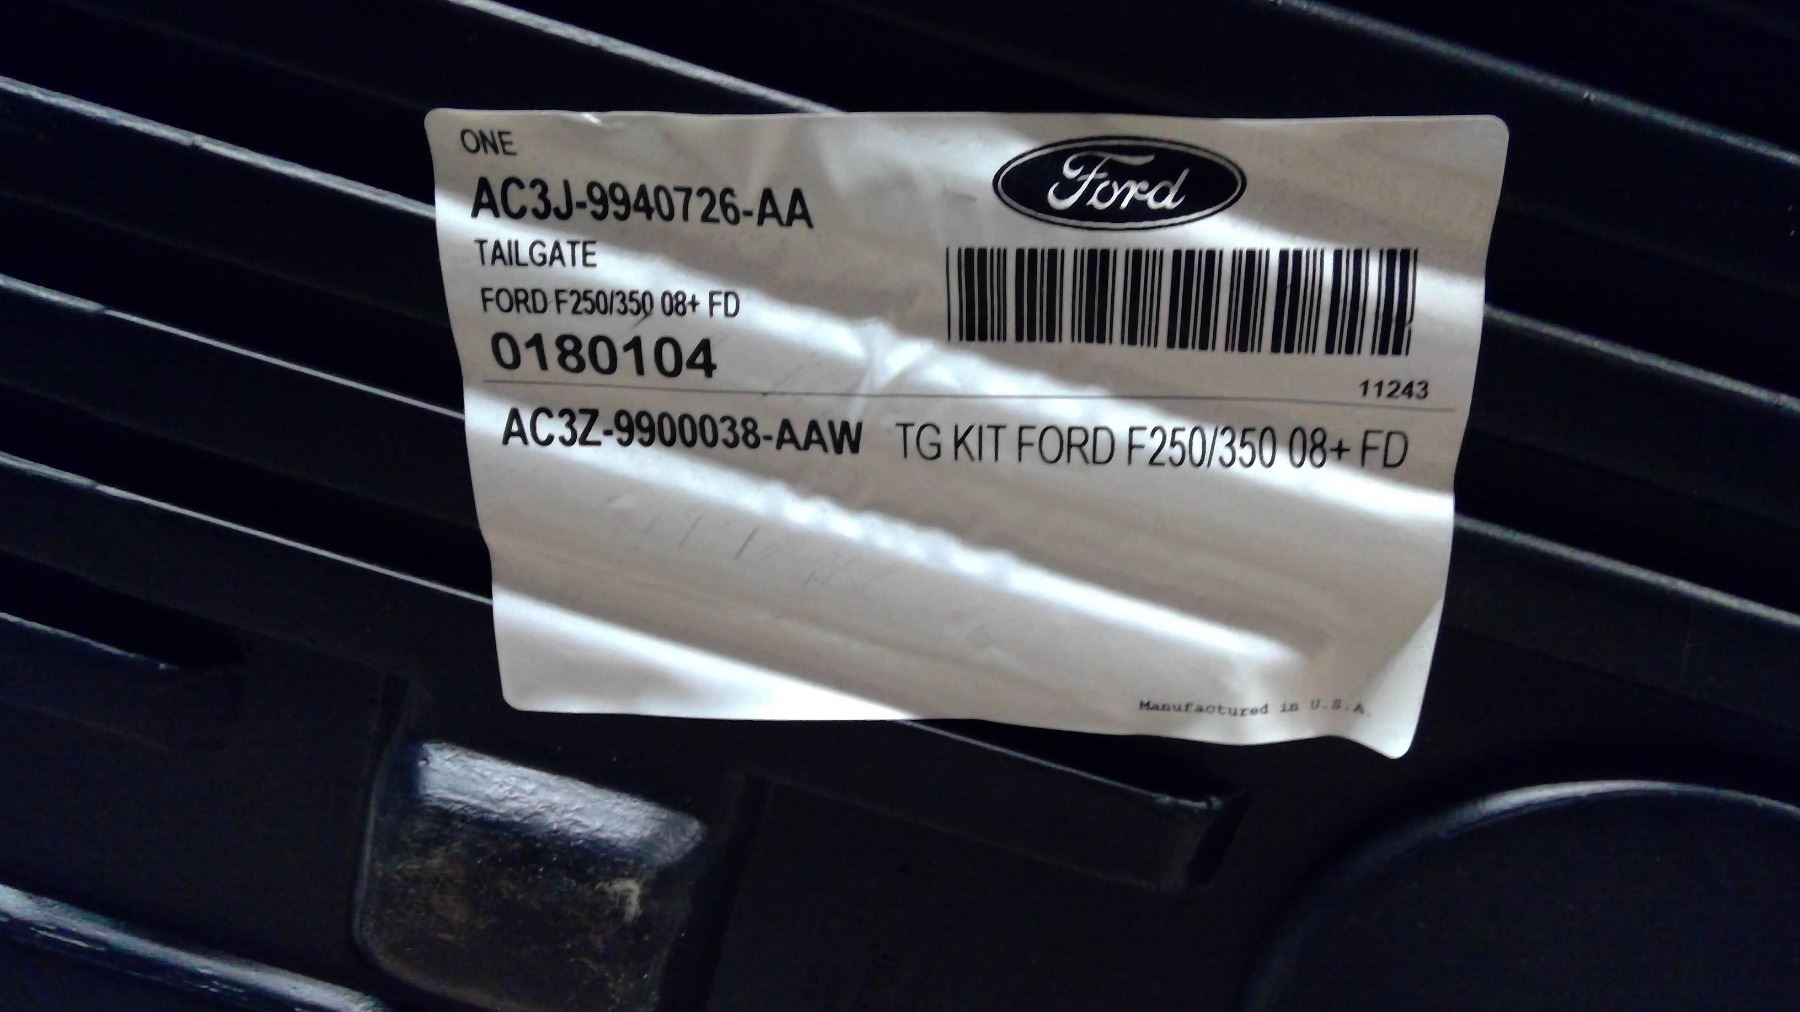 ONE
Ford
AC3J-9940726-AA
TAILGATE
FORD F250/350 08+ FD
0180104
11243
AC3Z-9900038-AAW TG KIT FORD F250/350 08+ FD
Manufactured in U.S.A.